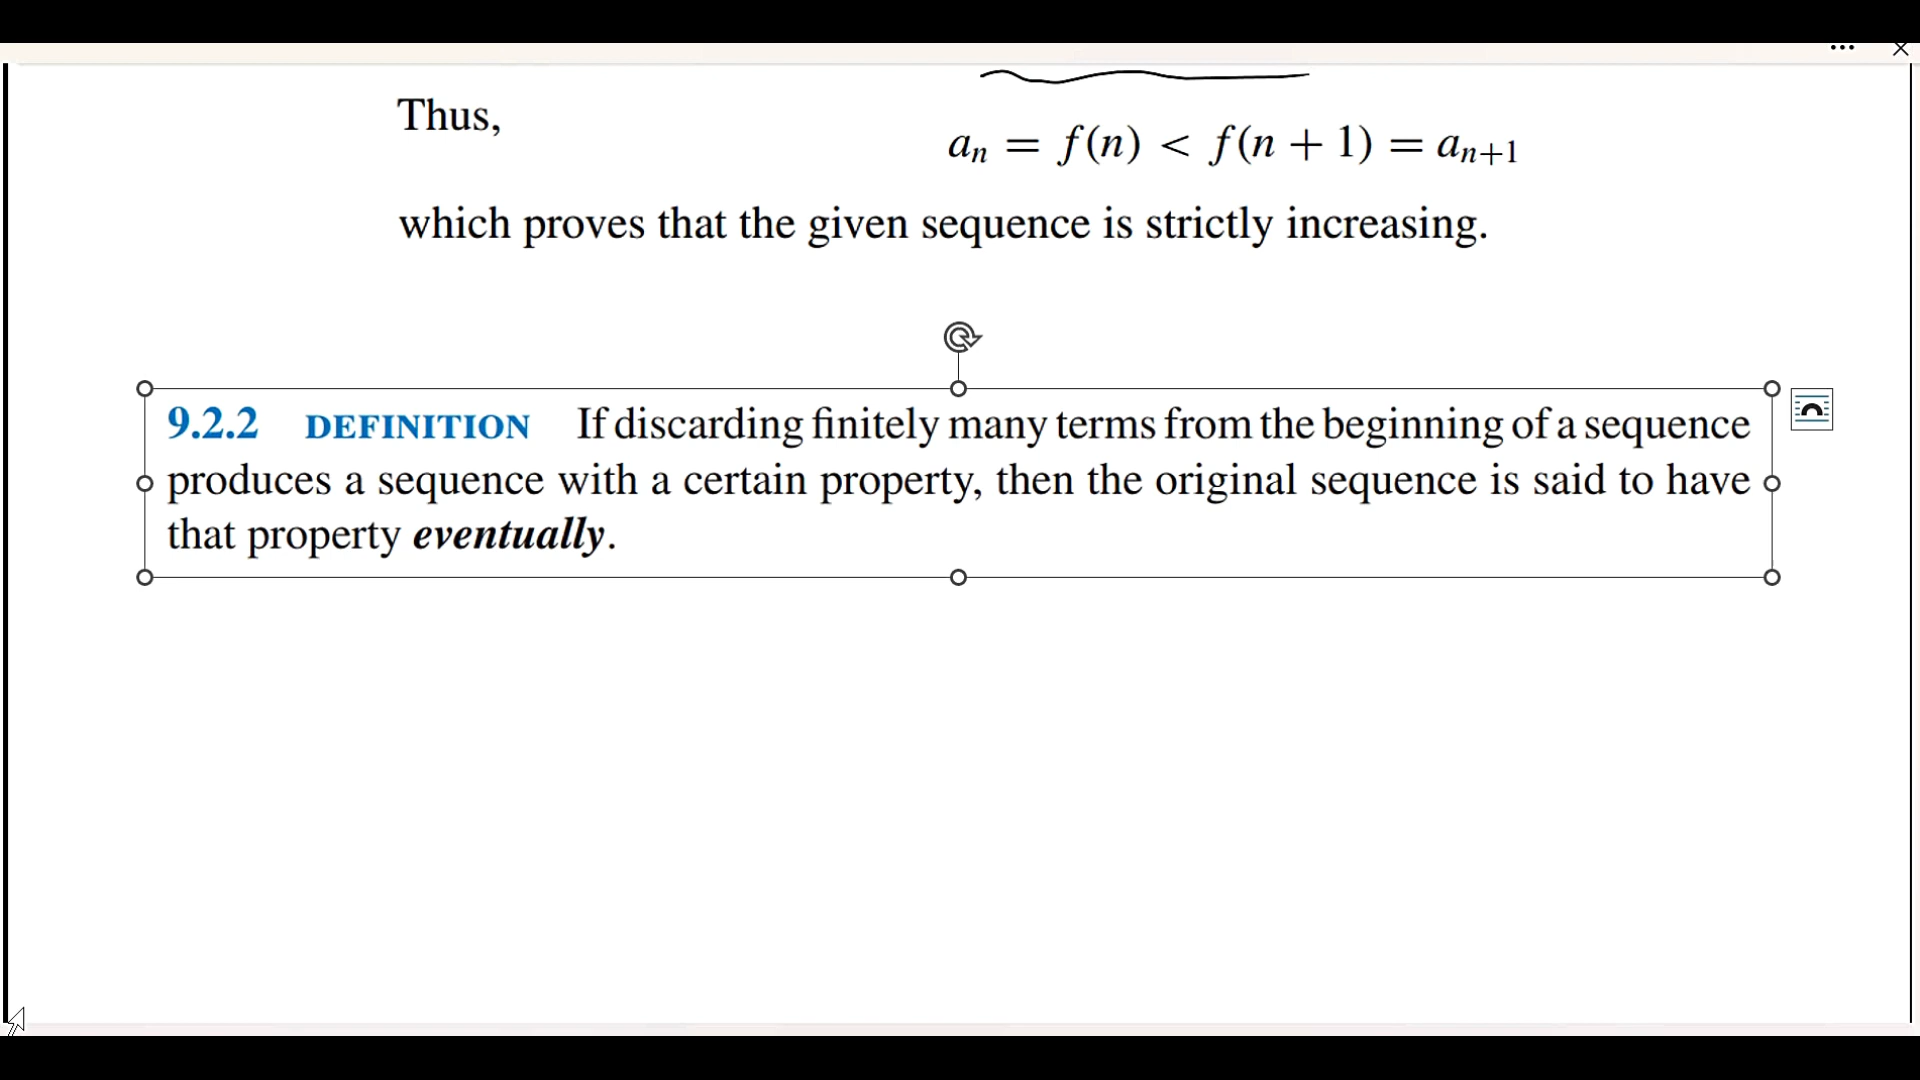 Thus,
aₙ = f(n) < f(n + 1) = aₙ₊₁
which proves that the given sequence is strictly increasing.
9.2.2 DEFINITION If discarding finitely many terms from the beginning of a sequence
produces a sequence with a certain property, then the original sequence is said to have
that property eventually.